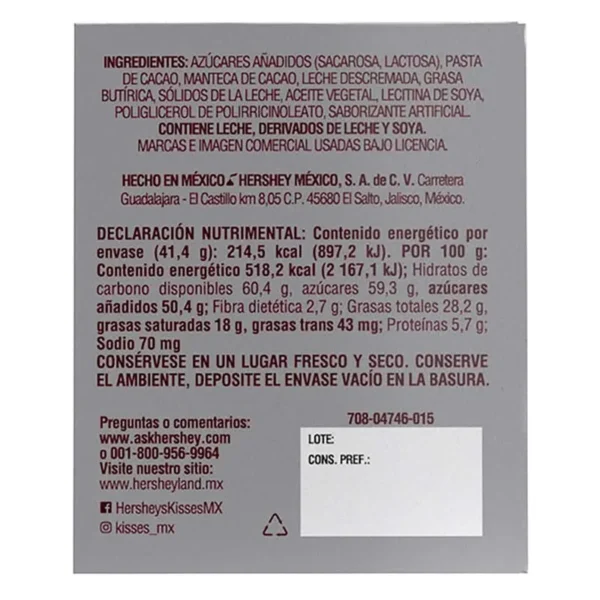 INGREDIENTES: AZÚCARES AÑADIDOS (SACAROSA, LACTOSA), PASTA
DE CACAO, MANTECA DE CACAO, LECHE DESCREMADA, GRASA
BUTÍRICA, SÓLIDOS DE LA LECHE, ACEITE VEGETAL, LECITINA DE SOYA,
POLIGLICEROL DE POLIRRICINOLEATO, SABORIZANTE ARTIFICIAL.
CONTIENE LECHE, DERIVADOS DE LECHE Y SOYA.
MARCAS E IMAGEN COMERCIAL USADAS BAJO LICENCIA.
HECHO EN MÉXICO HERSHEY MÉXICO, S. A. de C. V. Carretera
Guadalajara - El Castillo km 8,05 C.P. 45680 El Salto, Jalisco, México.
DECLARACIÓN NUTRIMENTAL: Contenido energético por
envase (41,4 g): 214,5 kcal (897,2 kJ). POR 100 g:
Contenido energético 518,2 kcal (2 167,1 kJ); Hidratos de
carbono disponibles 60,4 g, azúcares 59,3 g, azúcares
añadidos 50,4 g; Fibra dietética 2,7 g; Grasas totales 28,2 g,
grasas saturadas 18 g, grasas trans 43 mg; Proteínas 5,7 g;
Sodio 70 mg
CONSÉRVESE EN UN LUGAR FRESCO Y SECO. CONSERVE
EL AMBIENTE, DEPOSITE EL ENVASE VACÍO EN LA BASURA.
Preguntas o comentarios:
www.askhershey.com
o 001-800-956-9964
Visite nuestro sitio:
www.hersheyland.mx
HersheysKissesMX
kisses_mx
708-04746-015
LOTE:
CONS. PREF.: